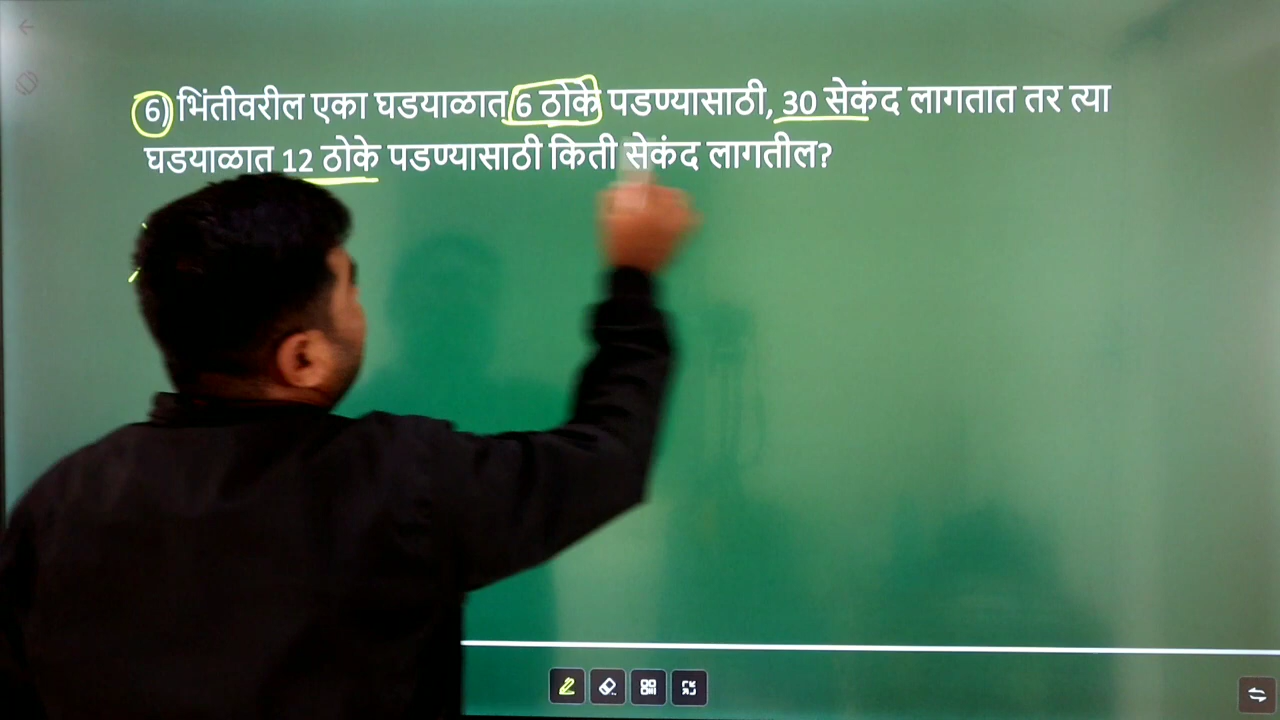 6) भिंतीवरील एका घडयाळात 6 ठोके पडण्यासाठी, 30 सेकंद लागतात तर त्या
घडयाळात 12 ठोके पडण्यासाठी किती सेकंद लागतील?